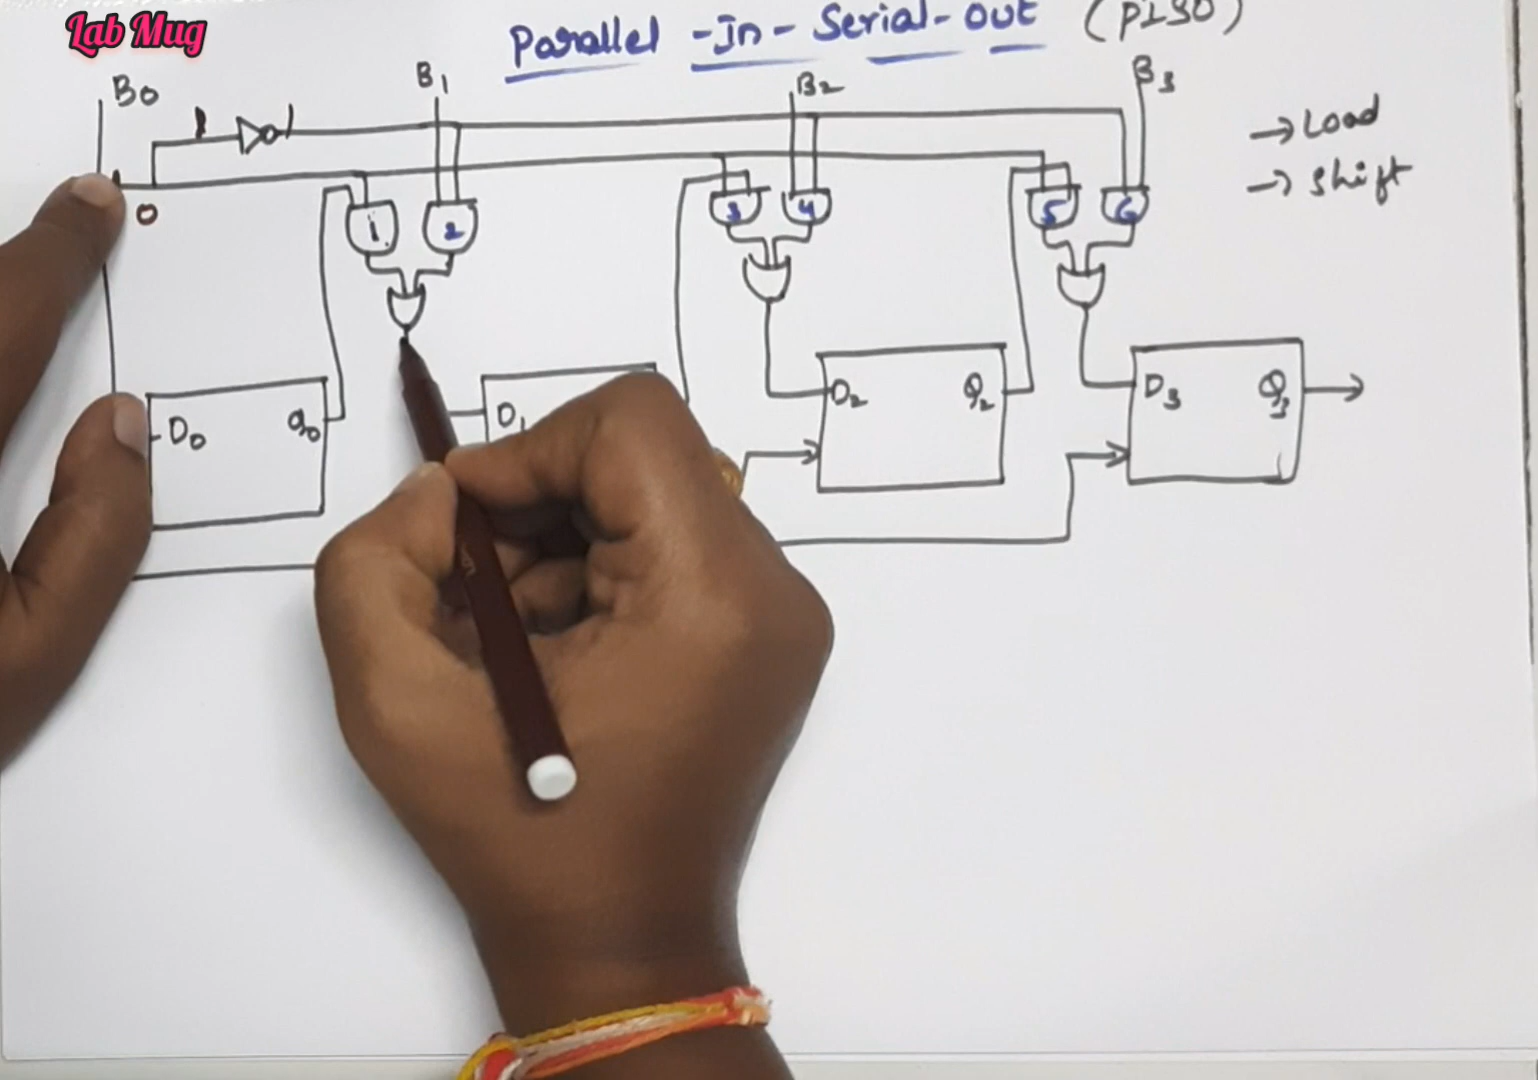 Lab Mug
Parallel - In - Serial - Out (PISO)
B0 B1 B2 B3
→ Load
→ Shift
0
1 2 3 4 5 6
D0 Q0 D1 D2 Q2 D3 Q3